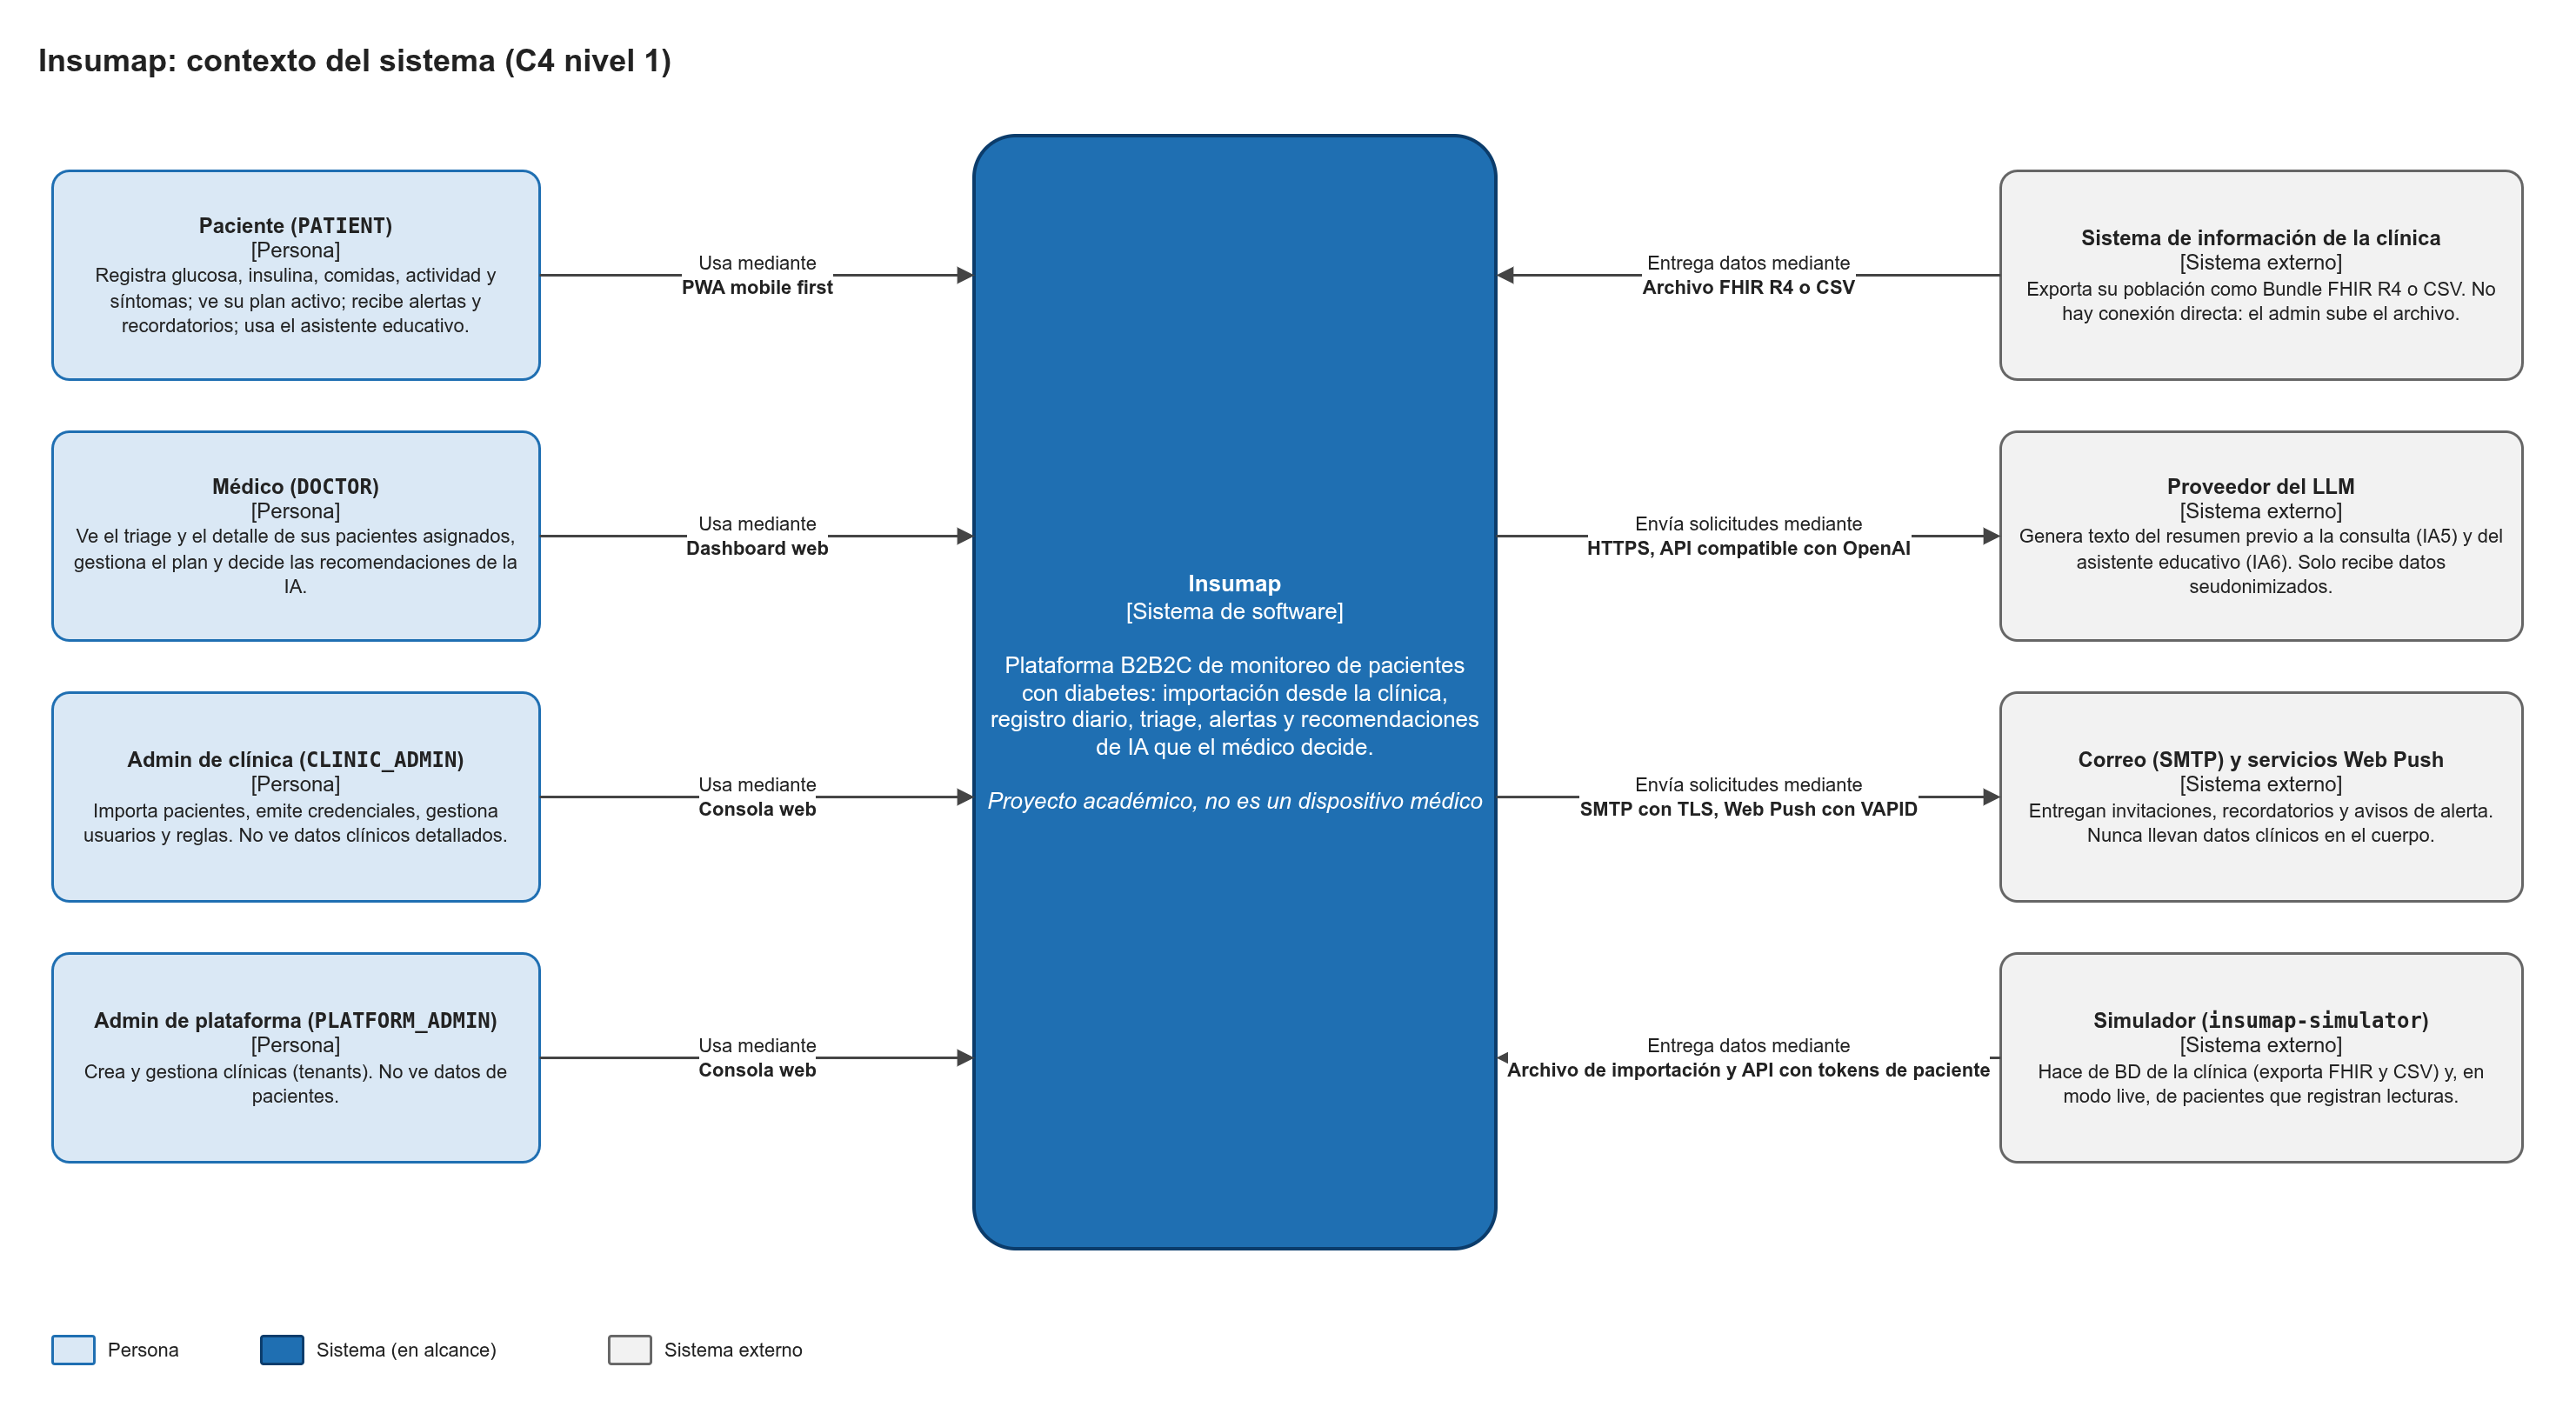 Insumap: contexto del sistema (C4 nivel 1)
Paciente (PATIENT)
[Persona]
Registra glucosa, insulina, comidas, actividad y
síntomas; ve su plan activo; recibe alertas y
recordatorios; usa el asistente educativo.
Usa mediante
PWA mobile first
Médico (DOCTOR)
[Persona]
Ve el triage y el detalle de sus pacientes asignados,
gestiona el plan y decide las recomendaciones de la
IA.
Usa mediante
Dashboard web
Admin de clínica (CLINIC_ADMIN)
[Persona]
Importa pacientes, emite credenciales, gestiona
usuarios y reglas. No ve datos clínicos detallados.
Usa mediante
Consola web
Admin de plataforma (PLATFORM_ADMIN)
[Persona]
Crea y gestiona clínicas (tenants). No ve datos de
pacientes.
Usa mediante
Consola web
Insumap
[Sistema de software]
Plataforma B2B2C de monitoreo de pacientes
con diabetes: importación desde la clínica,
registro diario, triage, alertas y recomendaciones
de IA que el médico decide.
Proyecto académico, no es un dispositivo médico
Entrega datos mediante
Archivo FHIR R4 o CSV
Sistema de información de la clínica
[Sistema externo]
Exporta su población como Bundle FHIR R4 o CSV. No
hay conexión directa: el admin sube el archivo.
Envía solicitudes mediante
HTTPS, API compatible con OpenAI
Proveedor del LLM
[Sistema externo]
Genera texto del resumen previo a la consulta (IA5) y del
asistente educativo (IA6). Solo recibe datos
seudonimizados.
Envía solicitudes mediante
SMTP con TLS, Web Push con VAPID
Correo (SMTP) y servicios Web Push
[Sistema externo]
Entregan invitaciones, recordatorios y avisos de alerta.
Nunca llevan datos clínicos en el cuerpo.
Entrega datos mediante
Archivo de importación y API con tokens de paciente
Simulador (insumap-simulator)
[Sistema externo]
Hace de BD de la clínica (exporta FHIR y CSV) y, en
modo live, de pacientes que registran lecturas.
Persona
Sistema (en alcance)
Sistema externo